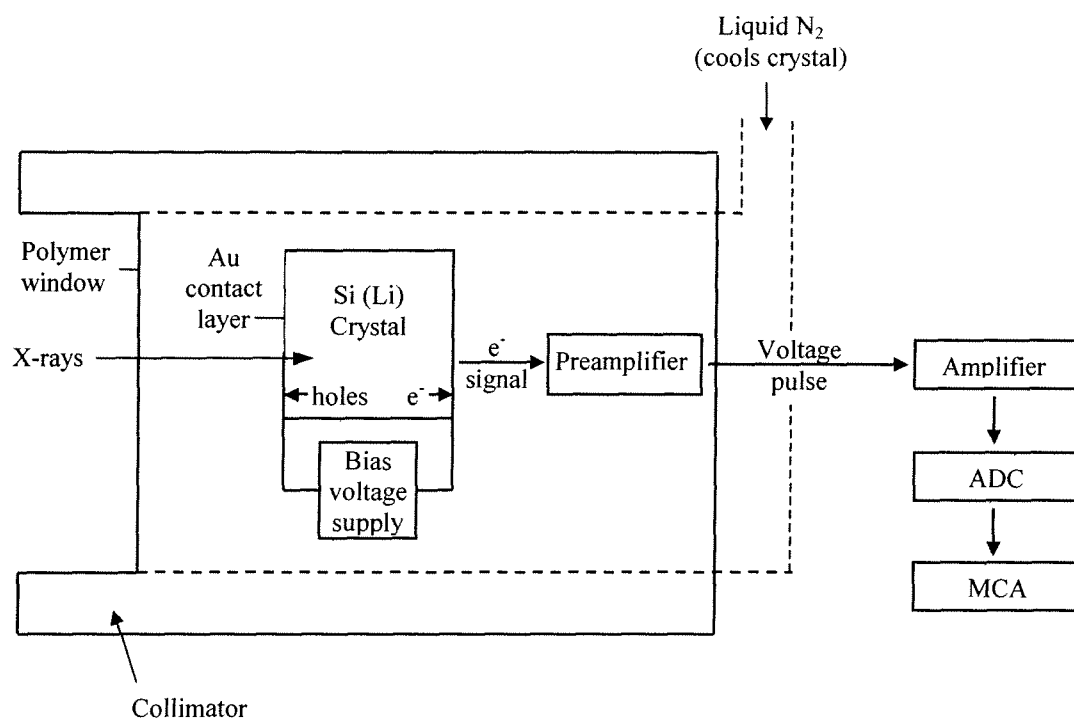 Liquid N₂
(cools crystal)
Polymer
window
Au
contact
layer
Si (Li)
Crystal
X-rays
holes
e⁻
e⁻
signal
Preamplifier
Voltage
pulse
Amplifier
Bias
voltage
supply
ADC
MCA
Collimator